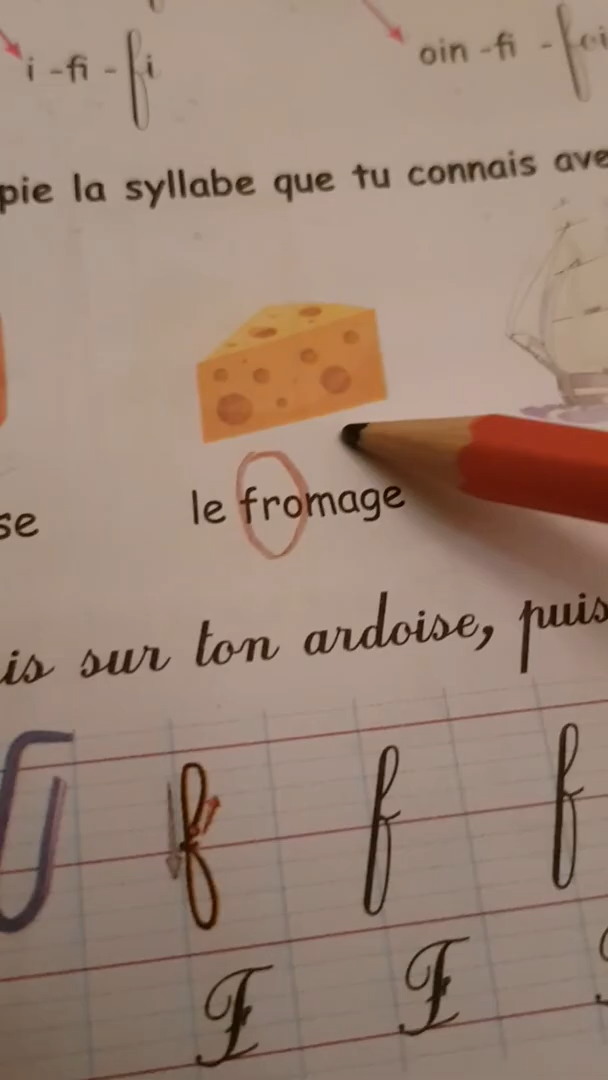 i - fi - fi
oin - fi - foi
pie la syllabe que tu connais ave
se
le fromage
is sur ton ardoise, puis
f f f
F F